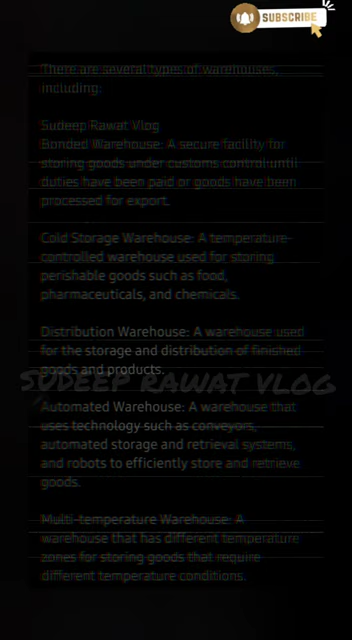 SUBSCRIBE
There are several types of warehouses,
including:
Sudeep Rawat Vlog
Bonded Warehouse: A secure facility for
storing goods under customs control until
duties have been paid or goods have been
processed for export.
Cold Storage Warehouse: A temperature-
controlled warehouse used for storing
perishable goods such as food,
pharmaceuticals, and chemicals.
Distribution Warehouse: A warehouse used
for the storage and distribution of finished
goods and products.
SUDEEP RAWAT VLOG
Automated Warehouse: A warehouse that
uses technology such as conveyors,
automated storage and retrieval systems,
and robots to efficiently store and retrieve
goods.
Multi-temperature Warehouse: A
warehouse that has different temperature
zones for storing goods that require
different temperature conditions.